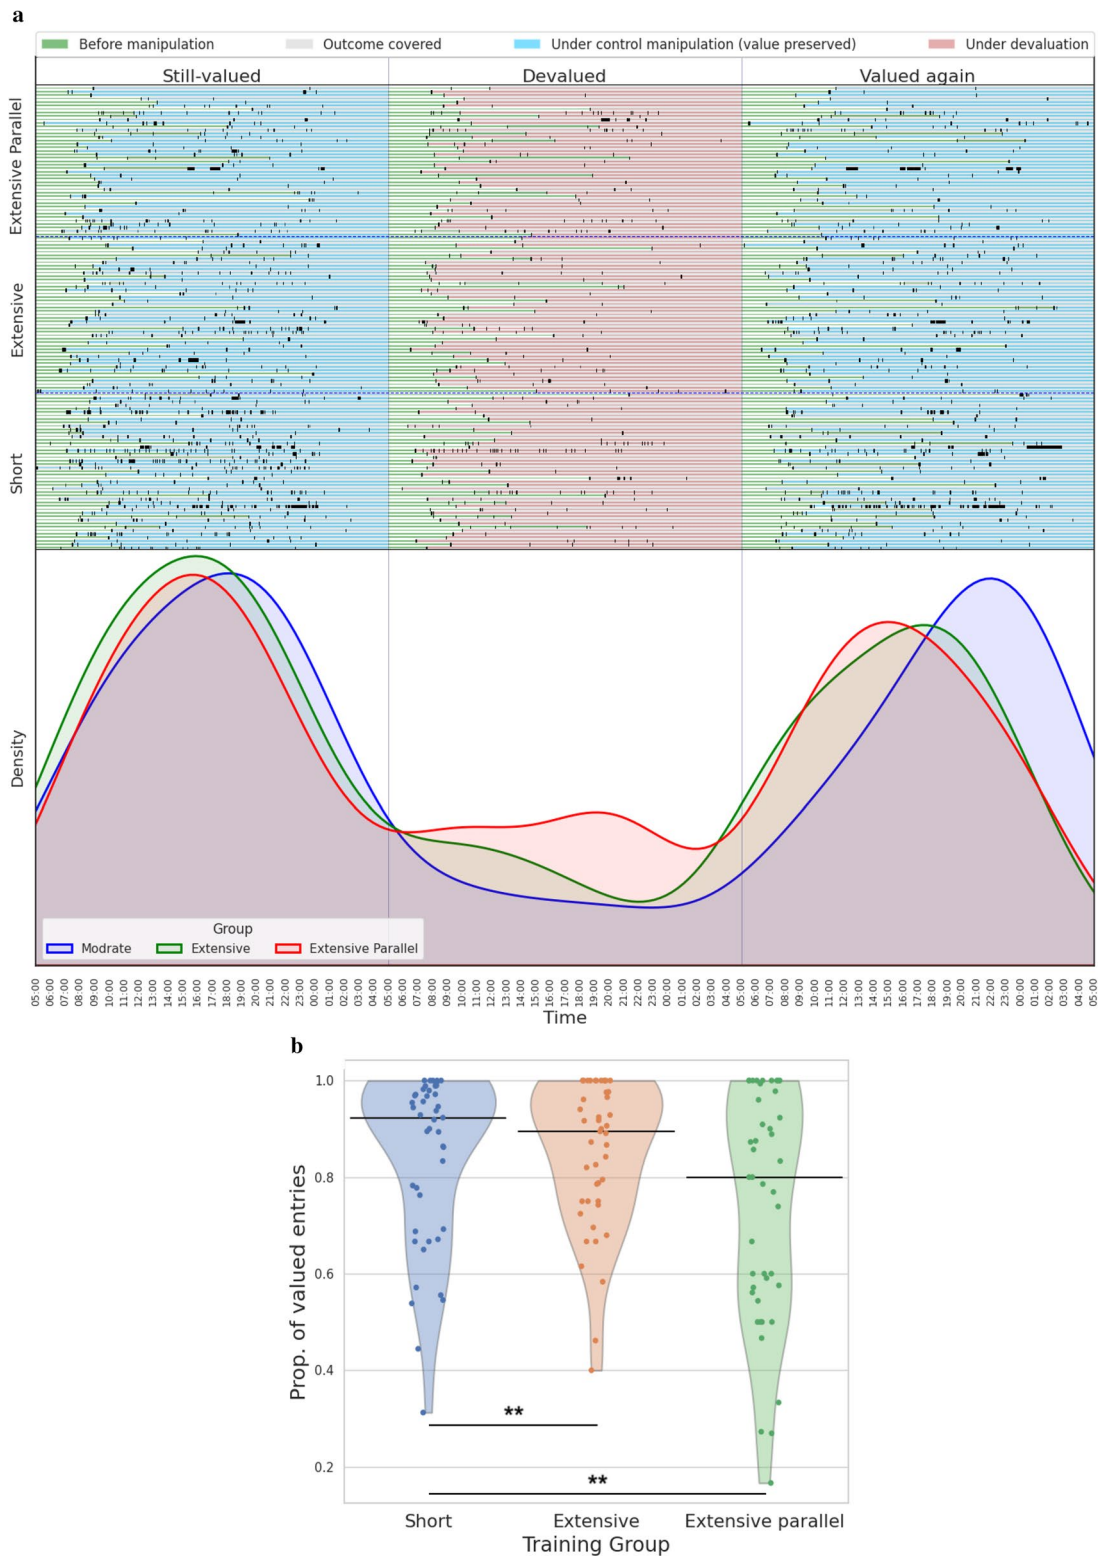 a
Before manipulation Outcome covered Under control manipulation (value preserved) Under devaluation
Still-valued Devalued Valued again
Extensive Parallel
Extensive
Short
Density
Group
Modrate Extensive Extensive Parallel
05:00 06:00 07:00 08:00 09:00 10:00 11:00 12:00 13:00 14:00 15:00 16:00 17:00 18:00 19:00 20:00 21:00 22:00 23:00 00:00 01:00 02:00 03:00 04:00 05:00 06:00 07:00 08:00 09:00 10:00 11:00 12:00 13:00 14:00 15:00 16:00 17:00 18:00 19:00 20:00 21:00 22:00 23:00 00:00 01:00 02:00 03:00 04:00 05:00 06:00 07:00 08:00 09:00 10:00 11:00 12:00 13:00 14:00 15:00 16:00 17:00 18:00 19:00 20:00 21:00 22:00 23:00 00:00 01:00 02:00 03:00 04:00 05:00
Time
b
Prop. of valued entries
1.0
0.8
0.6
0.4
**
0.2
**
Short Extensive Extensive parallel
Training Group